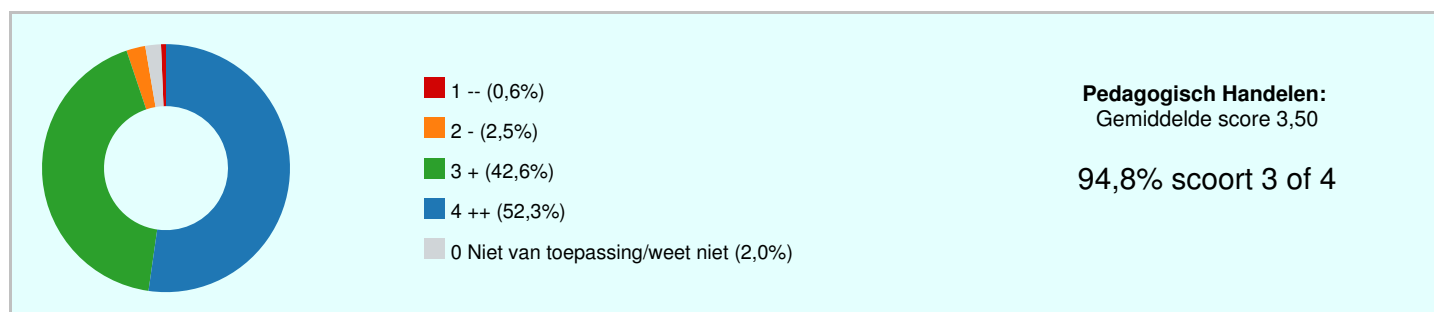 1 -- (0,6%)
2 - (2,5%)
3 + (42,6%)
4 ++ (52,3%)
0 Niet van toepassing/weet niet (2,0%)
Pedagogisch Handelen:
Gemiddelde score 3,50
94,8% scoort 3 of 4